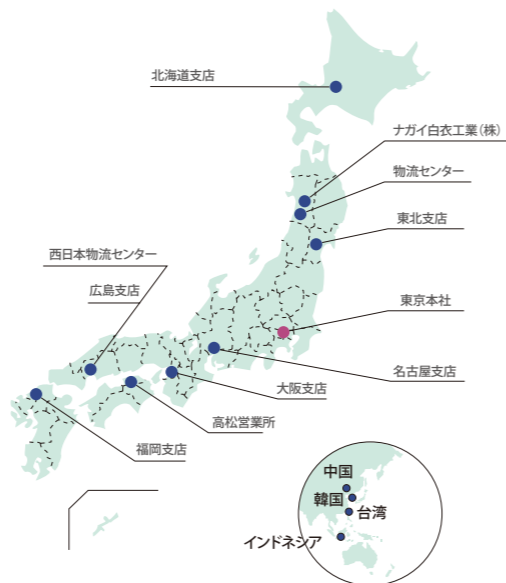 北海道支店
ナガイ白衣工業（株）
物流センター
東北支店
西日本物流センター
広島支店
東京本社
名古屋支店
大阪支店
高松営業所
福岡支店
中国
韓国
台湾
インドネシア